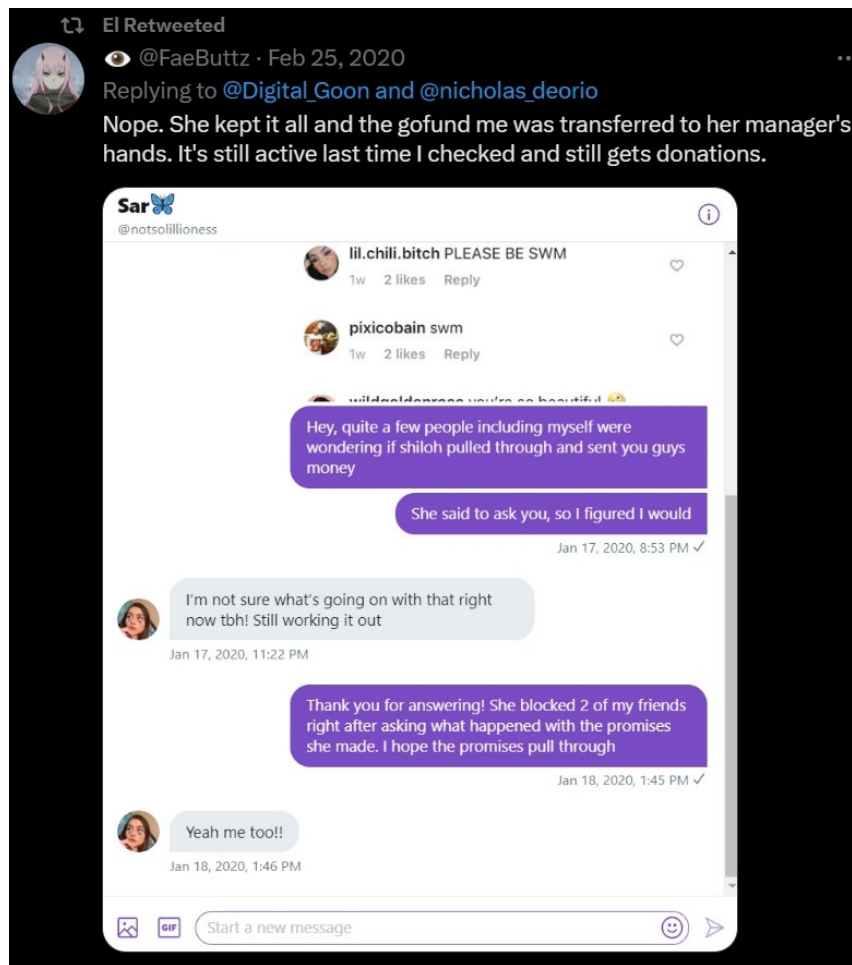 El Retweeted
👁 @FaeButtz · Feb 25, 2020
Replying to @Digital_Goon and @nicholas_deorio
Nope. She kept it all and the gofund me was transferred to her manager's
hands. It's still active last time I checked and still gets donations.
Sar🦋
@notsolillioness
lil.chili.bitch PLEASE BE SWM
1w 2 likes Reply
pixicobain swm
1w 2 likes Reply
wildgoldenrose you're so beautiful
Hey, quite a few people including myself were
wondering if shiloh pulled through and sent you guys
money
She said to ask you, so I figured I would
Jan 17, 2020, 8:53 PM ✓
I'm not sure what's going on with that right
now tbh! Still working it out
Jan 17, 2020, 11:22 PM
Thank you for answering! She blocked 2 of my friends
right after asking what happened with the promises
she made. I hope the promises pull through
Jan 18, 2020, 1:45 PM ✓
Yeah me too!!
Jan 18, 2020, 1:46 PM
GIF
Start a new message